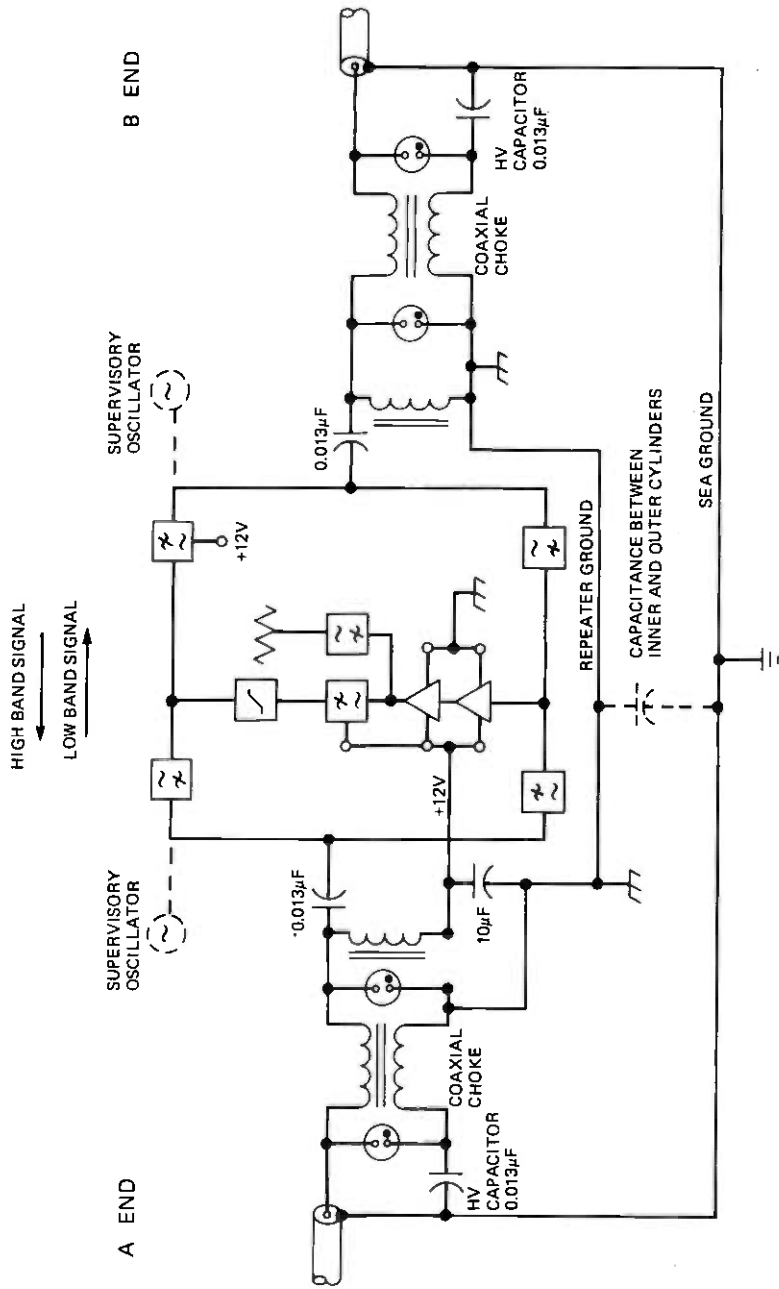 HIGH BAND SIGNAL
LOW BAND SIGNAL
A END
B END
SUPERVISORY
OSCILLATOR
SUPERVISORY
OSCILLATOR
HV
CAPACITOR
0.013µF
COAXIAL
CHOKE
0.013µF
10µF
+12V
+12V
0.013µF
COAXIAL
CHOKE
HV
CAPACITOR
0.013µF
REPEATER GROUND
CAPACITANCE BETWEEN
INNER AND OUTER CYLINDERS
SEA GROUND